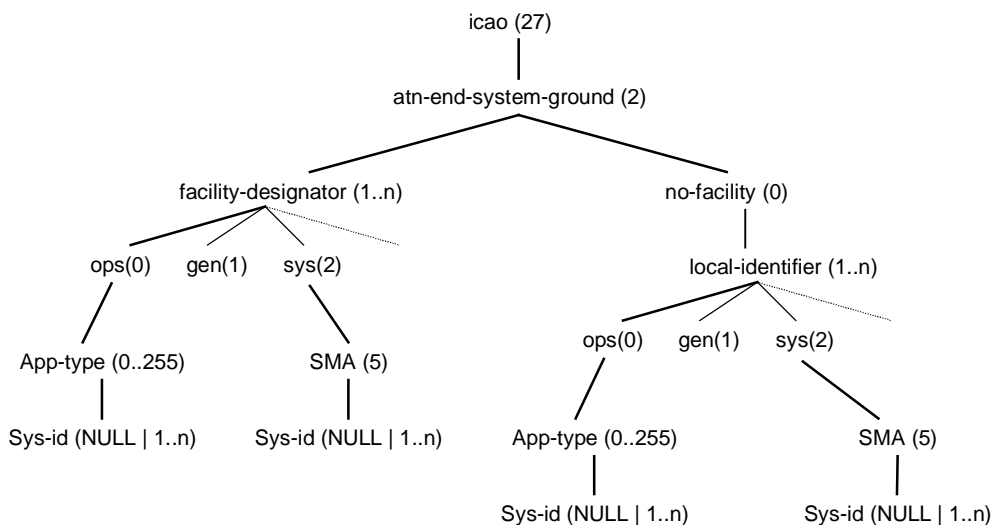 icao (27)
atn-end-system-ground (2)
facility-designator (1..n)
no-facility (0)
ops(0)
gen(1)
sys(2)
local-identifier (1..n)
ops(0)
gen(1)
sys(2)
App-type (0..255)
SMA (5)
Sys-id (NULL | 1..n)
Sys-id (NULL | 1..n)
App-type (0..255)
SMA (5)
Sys-id (NULL | 1..n)
Sys-id (NULL | 1..n)